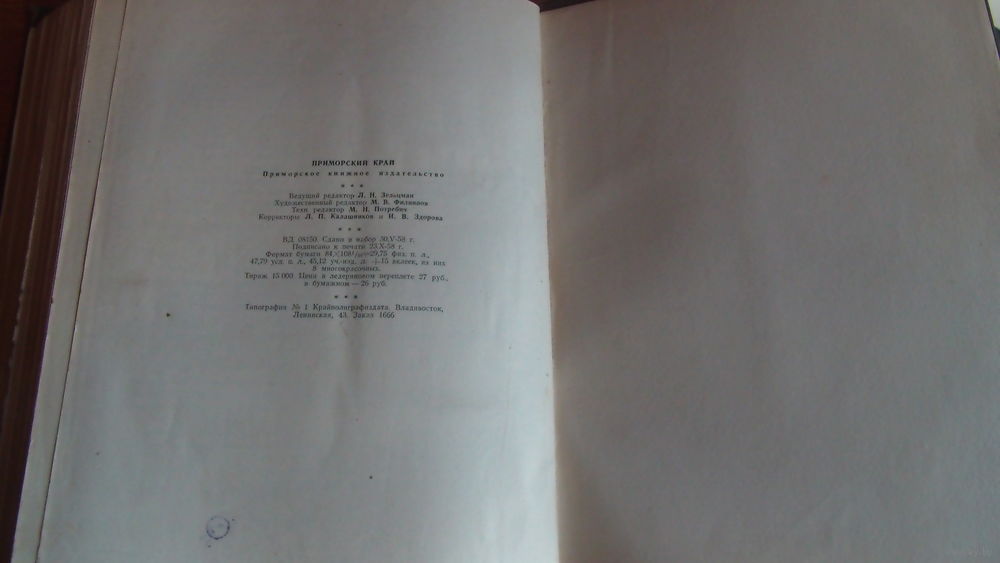 ПРИМОРСКИЙ КРАЙ
Приморское книжное издательство
* * *
Ведущий редактор Л. Н. Зельцман
Художественный редактор М. В. Филиппов
Техн. редактор М. Н. Потребич
Корректоры Л. П. Калашников и И. В. Здорова
* * *
ВД 08150. Сдано в набор 30.V-58 г.
Подписано к печати 23.X-58 г.
Формат бумаги 84×108¹/₁₆=29,75 физ. п. л.,
47,79 усл. п. л., 45,12 уч.-изд. л. +15 вклеек, из них
8 многокрасочных.
Тираж 15 000 Цена в ледериновом переплете 27 руб.,
в бумажном — 26 руб.
* * *
Типография № 1 Крайполиграфиздата. Владивосток,
Ленинская, 43. Заказ 1666